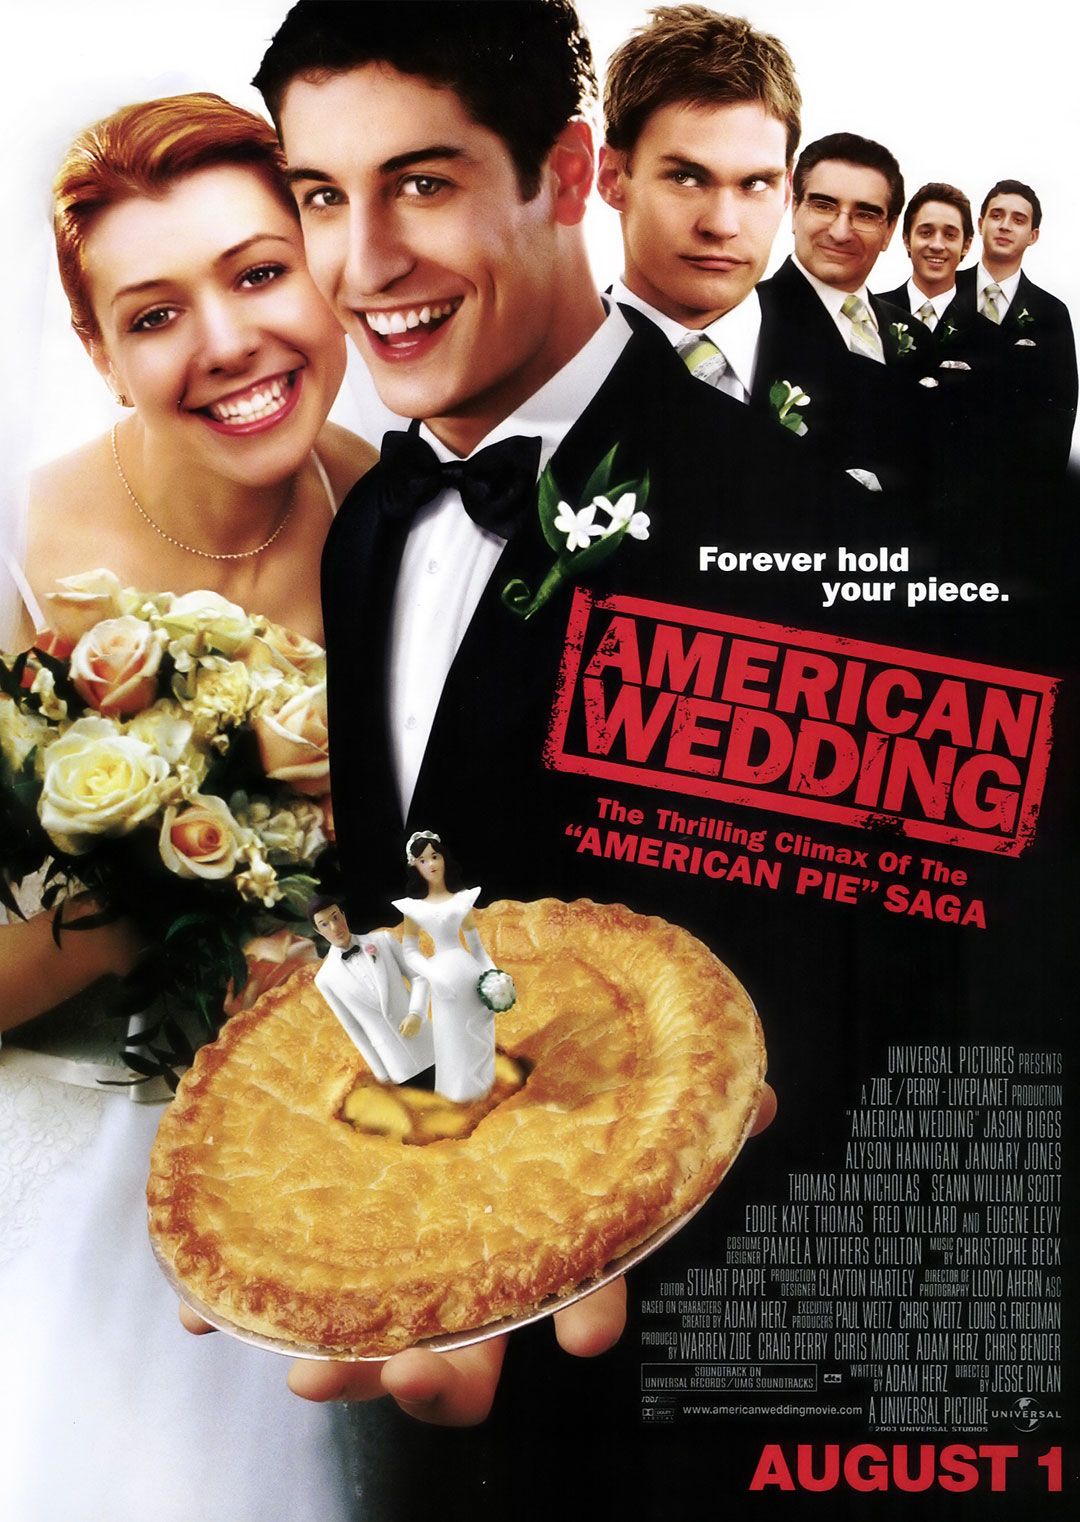 Forever hold
your piece.
AMERICAN
WEDDING
The Thrilling Climax Of The
"AMERICAN PIE" SAGA
UNIVERSAL PICTURES PRESENTS
A ZIDE / PERRY - LIVEPLANET PRODUCTION
"AMERICAN WEDDING" JASON BIGGS
ALYSON HANNIGAN JANUARY JONES
THOMAS IAN NICHOLAS SEANN WILLIAM SCOTT
EDDIE KAYE THOMAS FRED WILLARD AND EUGENE LEVY
COSTUME DESIGNER PAMELA WITHERS CHILTON MUSIC BY CHRISTOPHE BECK
EDITOR STUART PAPPE PRODUCTION DESIGNER CLAYTON HARTLEY DIRECTOR OF PHOTOGRAPHY LLOYD AHERN ASC
BASED ON CHARACTERS CREATED BY ADAM HERZ EXECUTIVE PRODUCERS PAUL WEITZ CHRIS WEITZ LOUIS G. FRIEDMAN
PRODUCED BY WARREN ZIDE CRAIG PERRY CHRIS MOORE ADAM HERZ CHRIS BENDER
SOUNDTRACK ON UNIVERSAL RECORDS / UMG SOUNDTRACKS dts WRITTEN BY ADAM HERZ DIRECTED BY JESSE DYLAN
DOLBY DIGITAL www.americanweddingmovie.com A UNIVERSAL PICTURE UNIVERSAL
© 2003 UNIVERSAL STUDIOS
AUGUST 1